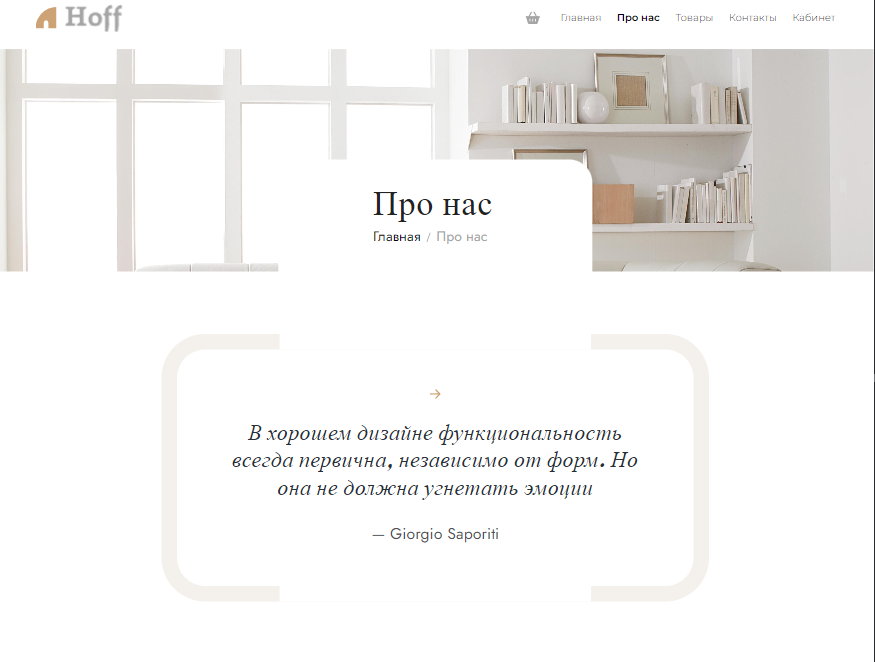 Hoff
Главная Про нас Товары Контакты Кабинет
Про нас
Главная / Про нас
В хорошем дизайне функциональность
всегда первична, независимо от форм. Но
она не должна угнетать эмоции
— Giorgio Saporiti